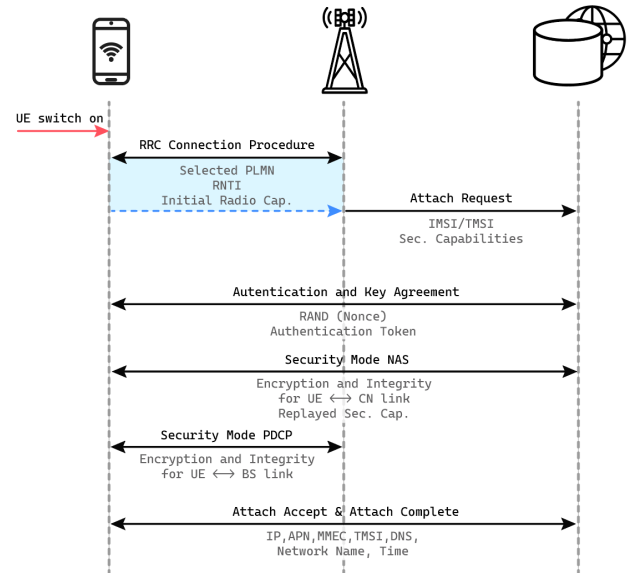 UE switch on
RRC Connection Procedure
Selected PLMN
RNTI
Initial Radio Cap.
Attach Request
IMSI/TMSI
Sec. Capabilities
Autentication and Key Agreement
RAND (Nonce)
Authentication Token
Security Mode NAS
Encryption and Integrity
for UE ⟷ CN link
Replayed Sec. Cap.
Security Mode PDCP
Encryption and Integrity
for UE ⟷ BS link
Attach Accept & Attach Complete
IP,APN,MMEC,TMSI,DNS,
Network Name, Time